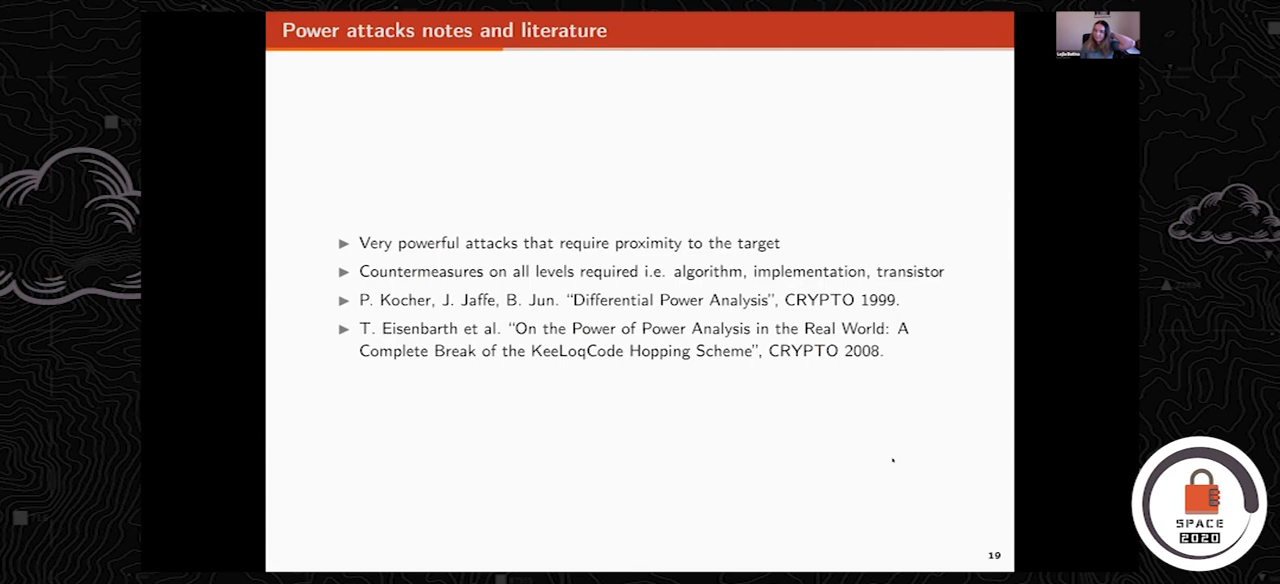 Power attacks notes and literature
Very powerful attacks that require proximity to the target
Countermeasures on all levels required i.e. algorithm, implementation, transistor
P. Kocher, J. Jaffe, B. Jun. "Differential Power Analysis", CRYPTO 1999.
T. Eisenbarth et al. "On the Power of Power Analysis in the Real World: A
Complete Break of the KeeLoqCode Hopping Scheme", CRYPTO 2008.
19
SPACE
2020